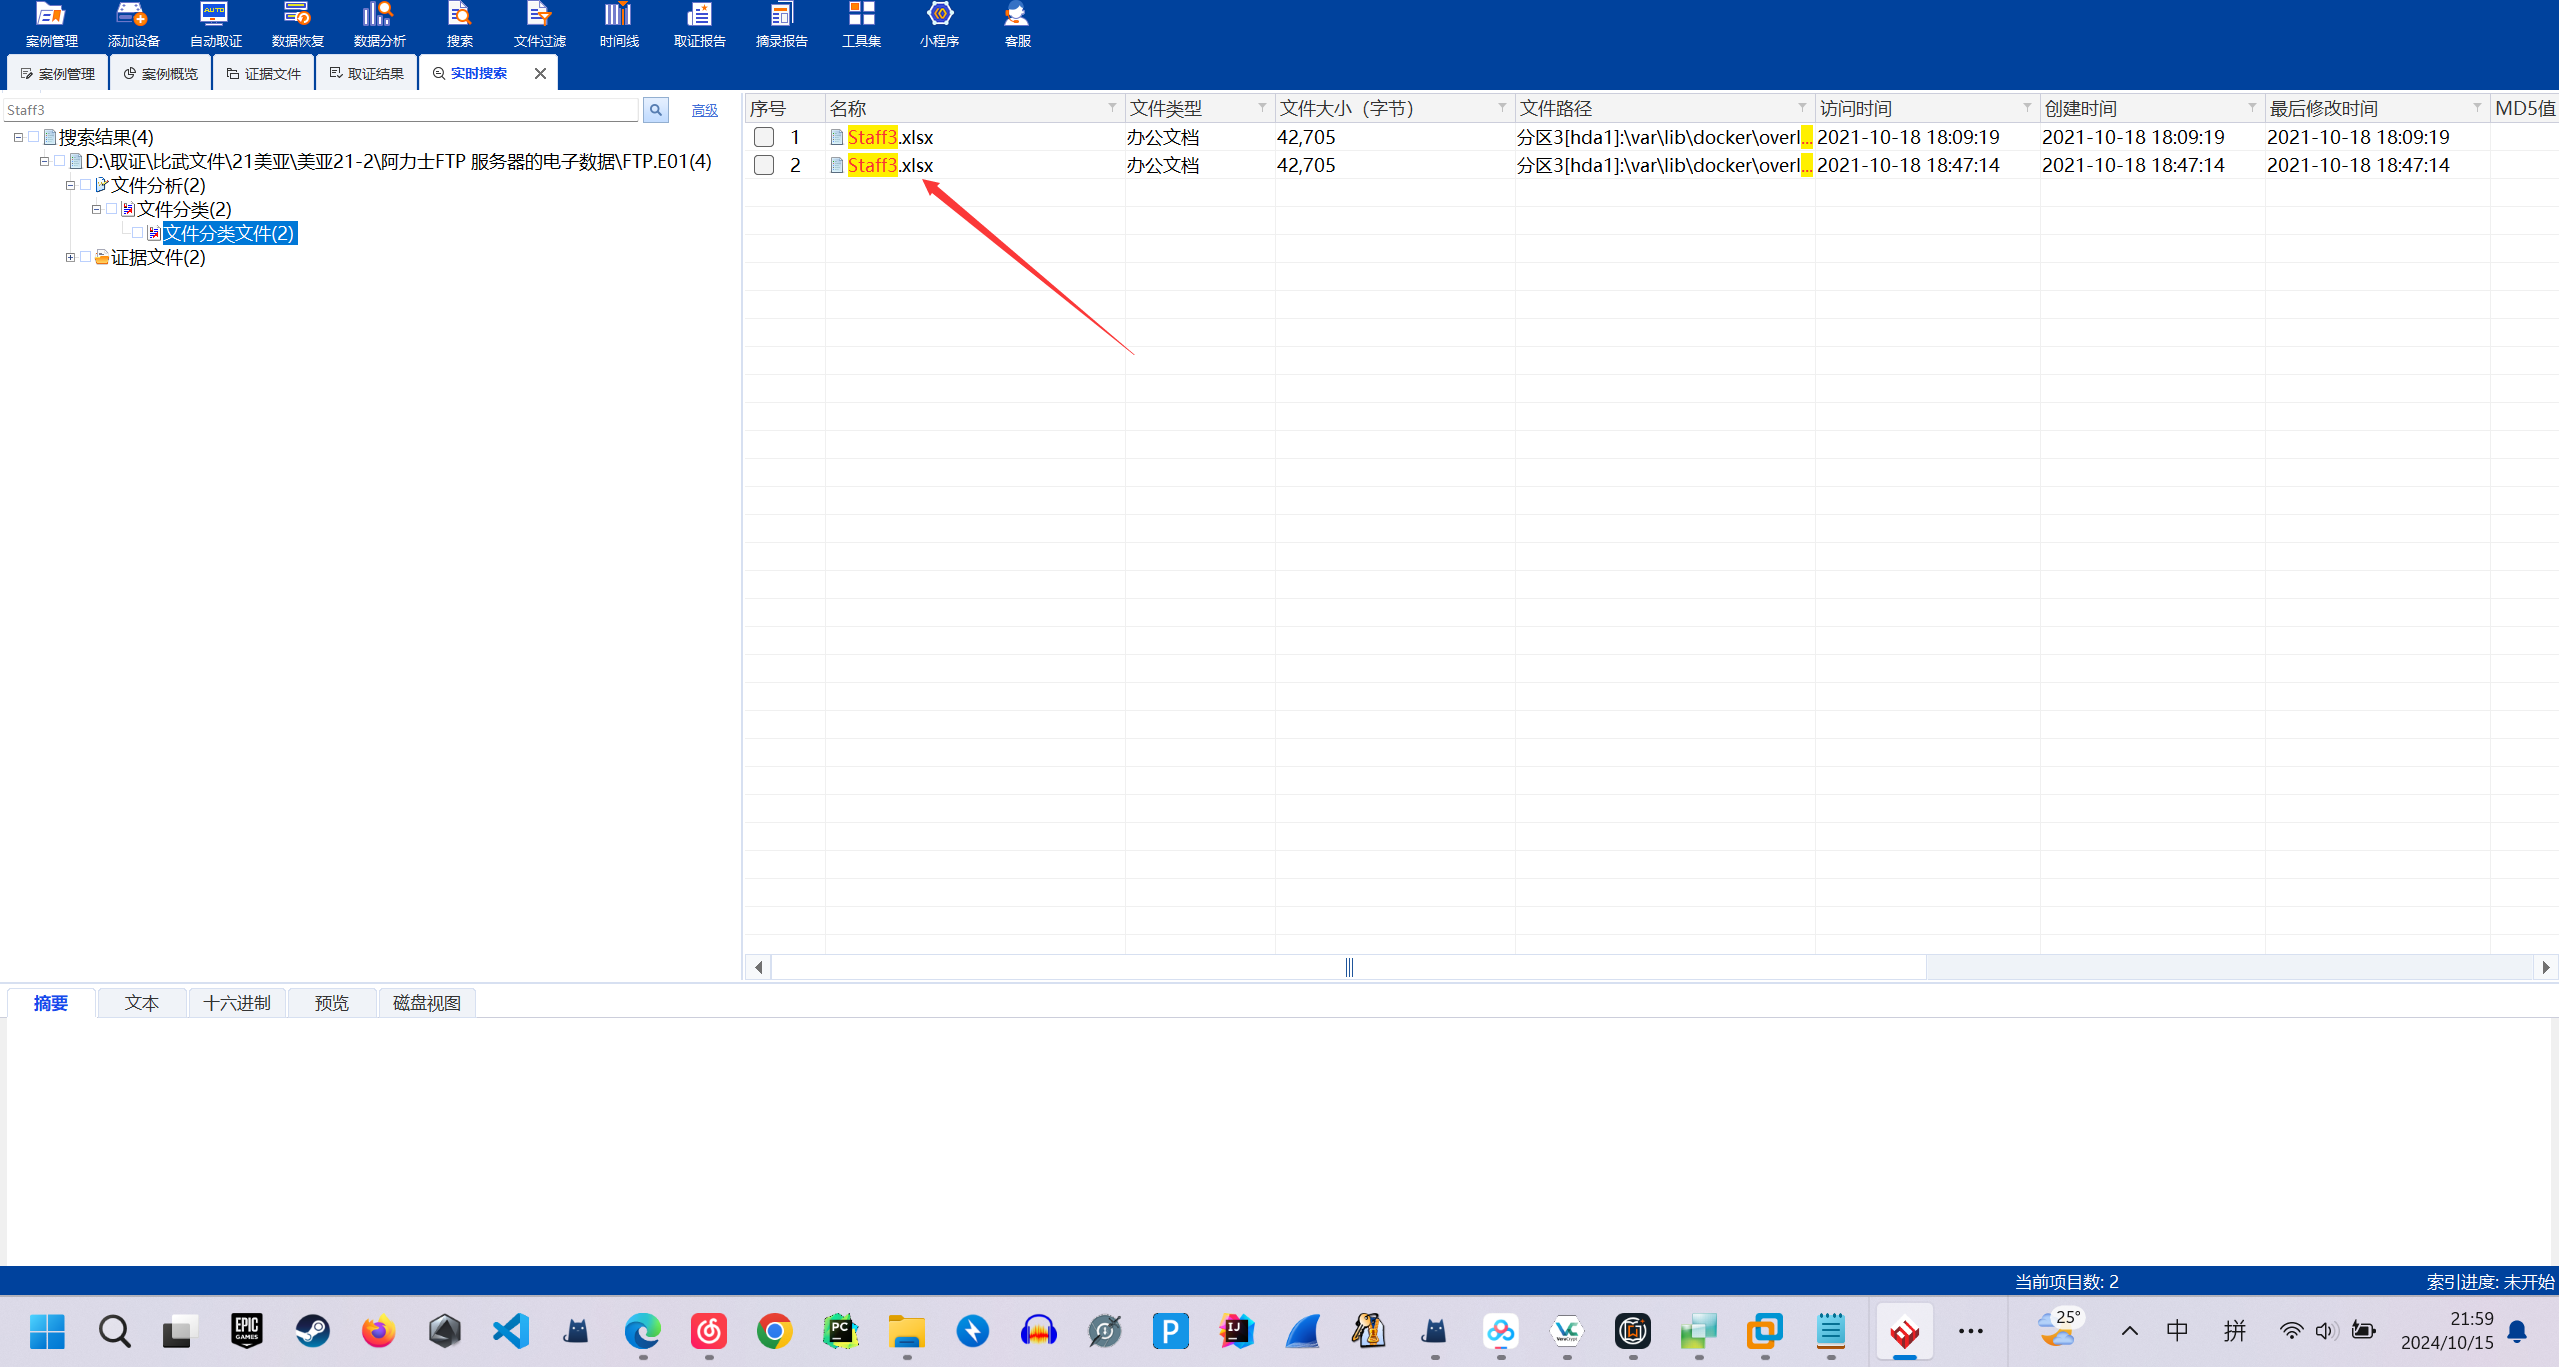 案例管理 添加设备 自动取证 数据恢复 数据分析 搜索 文件过滤 时间线 取证报告 摘录报告 工具集 小程序 客服
案例管理 案例概览 证据文件 取证结果 实时搜索
Staff3 高级
搜索结果(4)
D:\取证\比武文件\21美亚\美亚21-2\阿力士FTP 服务器的电子数据\FTP.E01(4)
文件分析(2)
文件分类(2)
文件分类文件(2)
证据文件(2)
序号 名称 文件类型 文件大小（字节） 文件路径 访问时间 创建时间 最后修改时间 MD5值
1 Staff3.xlsx 办公文档 42,705 分区3[hda1]:\var\lib\docker\overl... 2021-10-18 18:09:19 2021-10-18 18:09:19 2021-10-18 18:09:19
2 Staff3.xlsx 办公文档 42,705 分区3[hda1]:\var\lib\docker\overl... 2021-10-18 18:47:14 2021-10-18 18:47:14 2021-10-18 18:47:14
摘要 文本 十六进制 预览 磁盘视图
当前项目数: 2 索引进度: 未开始
EPIC GAMES PC P IJ VC 25° 中 拼 21:59
2024/10/15